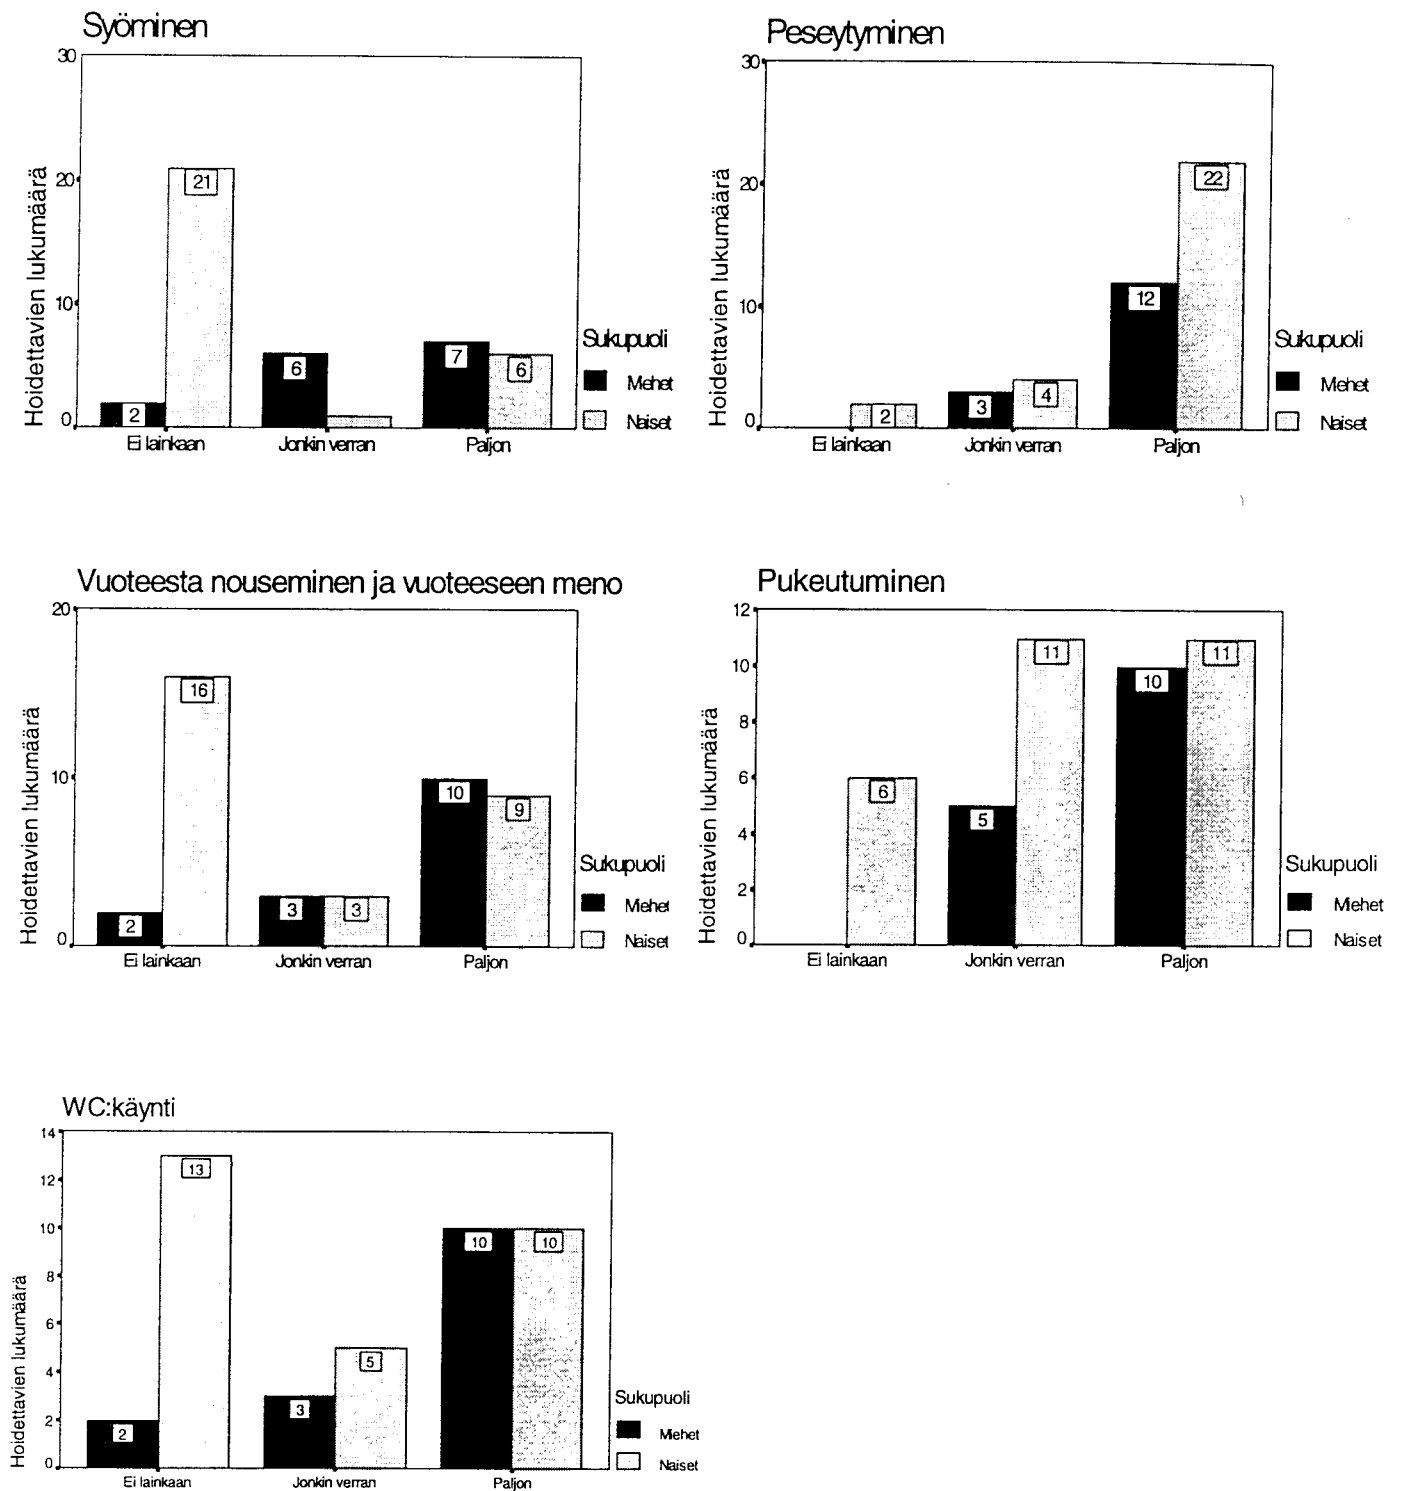 Syöminen
30
20
10
0
Hoidettavien lukumäärä
21
2
6
7
6
Ei lainkaan
Jonkin verran
Paljon
Sukupuoli
Miehet
Naiset
Peseytyminen
30
20
10
0
Hoidettavien lukumäärä
2
3
4
12
22
Ei lainkaan
Jonkin verran
Paljon
Sukupuoli
Miehet
Naiset
Vuoteesta nouseminen ja vuoteeseen meno
20
10
0
Hoidettavien lukumäärä
2
16
3
3
10
9
Ei lainkaan
Jonkin verran
Paljon
Sukupuoli
Miehet
Naiset
Pukeutuminen
12
10
8
6
4
2
0
Hoidettavien lukumäärä
6
5
11
10
11
Ei lainkaan
Jonkin verran
Paljon
Sukupuoli
Miehet
Naiset
WC:käynti
14
12
10
8
6
4
2
0
Hoidettavien lukumäärä
2
13
3
5
10
10
Ei lainkaan
Jonkin verran
Paljon
Sukupuoli
Miehet
Naiset